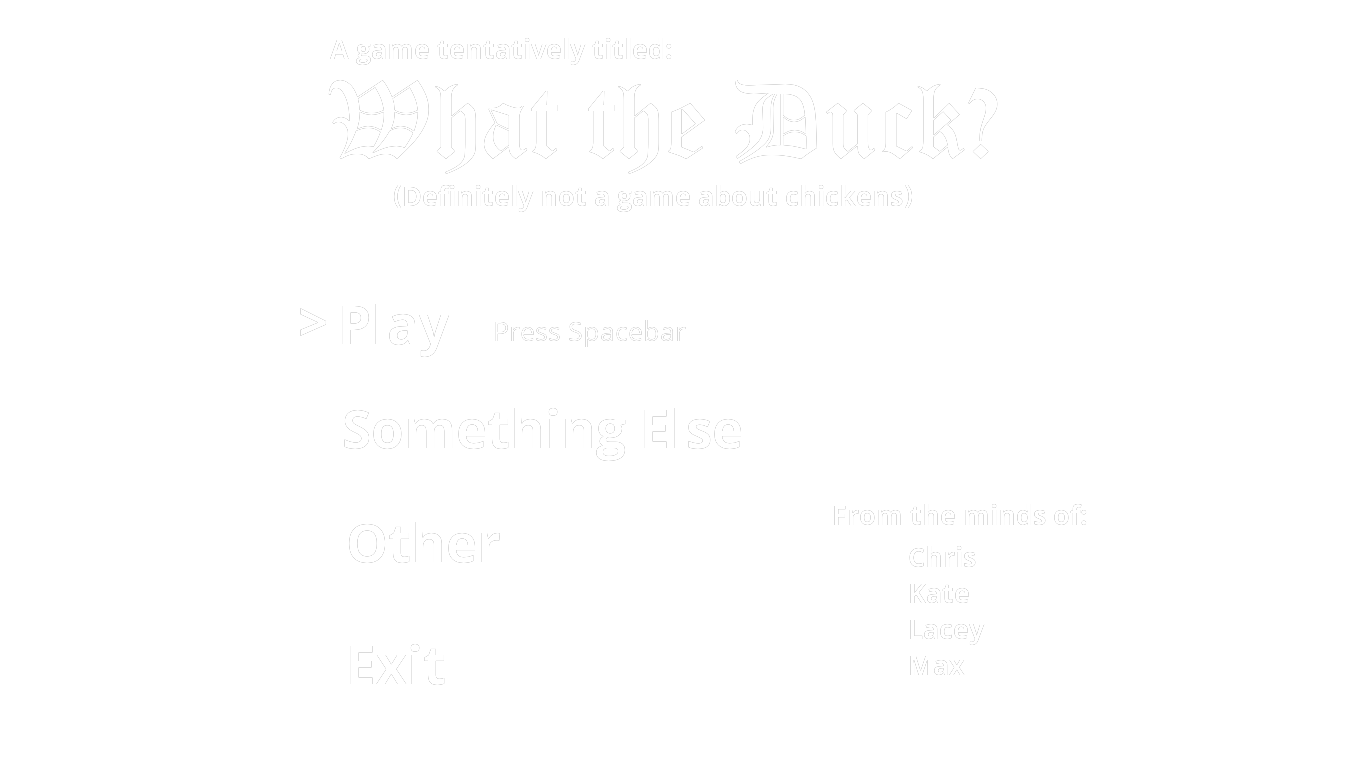 A game tentatively titled:
What the Duck?
(Definitely not a game about chickens)
> Play Press Spacebar
Something Else
Other
Exit
From the minds of:
Chris
Kate
Lacey
Max